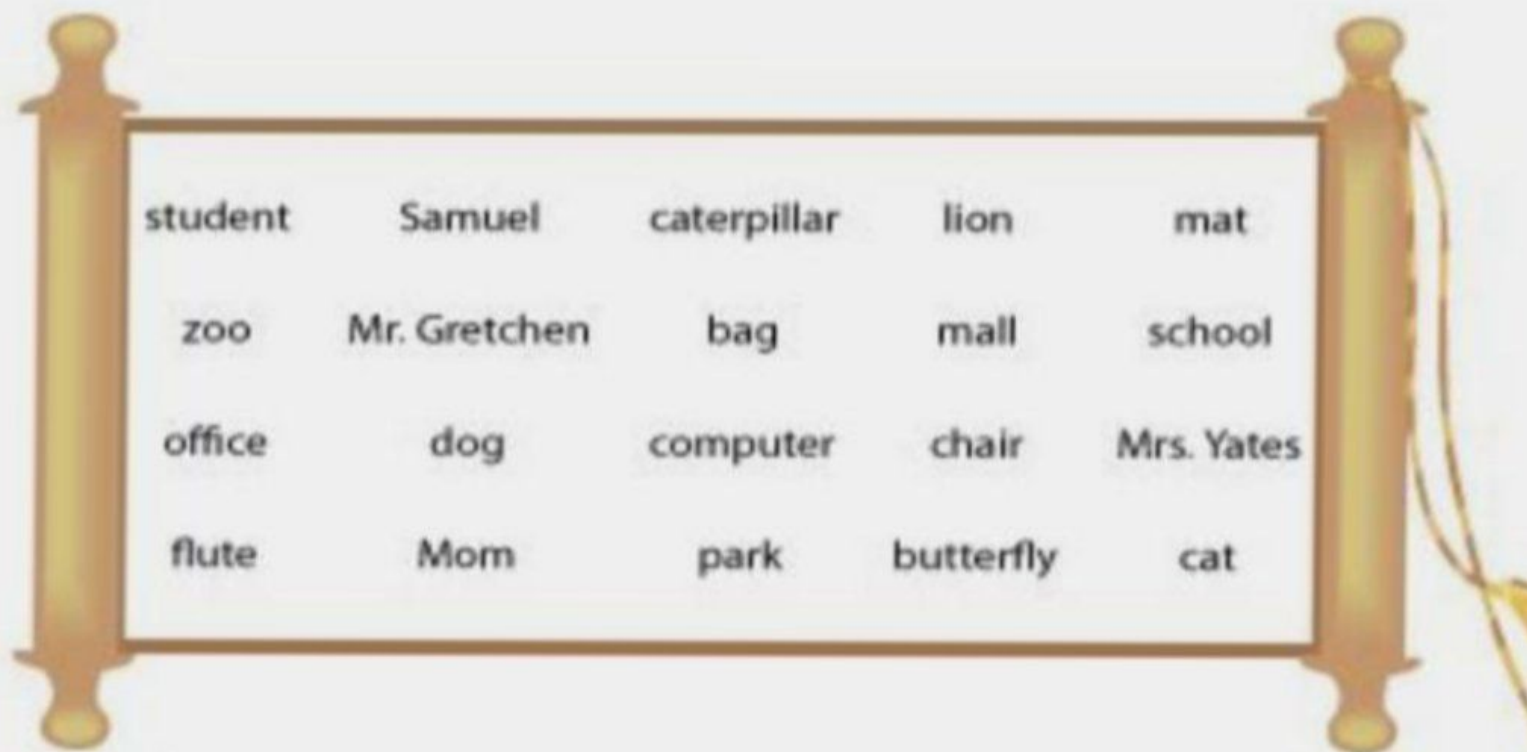 student Samuel caterpillar lion mat
zoo Mr. Gretchen bag mall school
office dog computer chair Mrs. Yates
flute Mom park butterfly cat